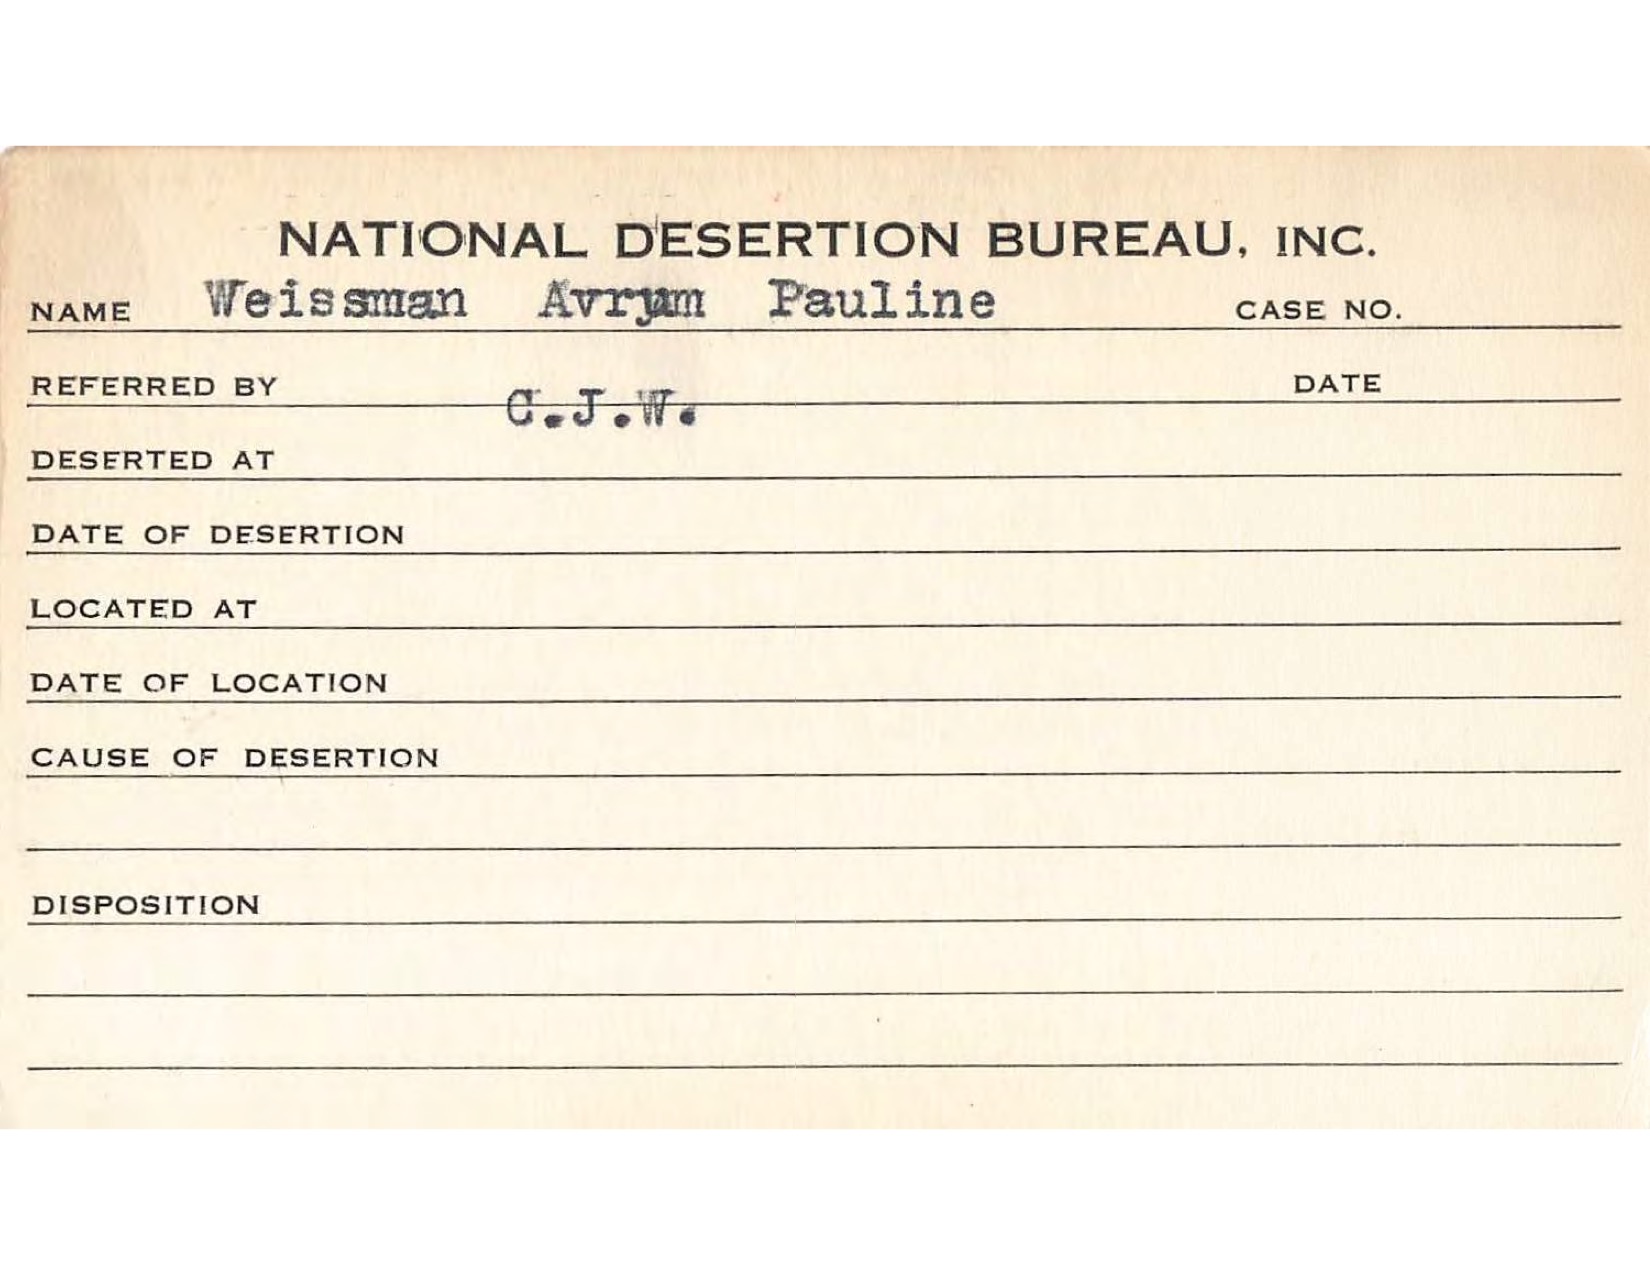 NATIONAL DESERTION BUREAU, INC.
NAME Weissman Avrum Pauline CASE NO.
REFERRED BY C.J.W. DATE
DESERTED AT
DATE OF DESERTION
LOCATED AT
DATE OF LOCATION
CAUSE OF DESERTION
DISPOSITION